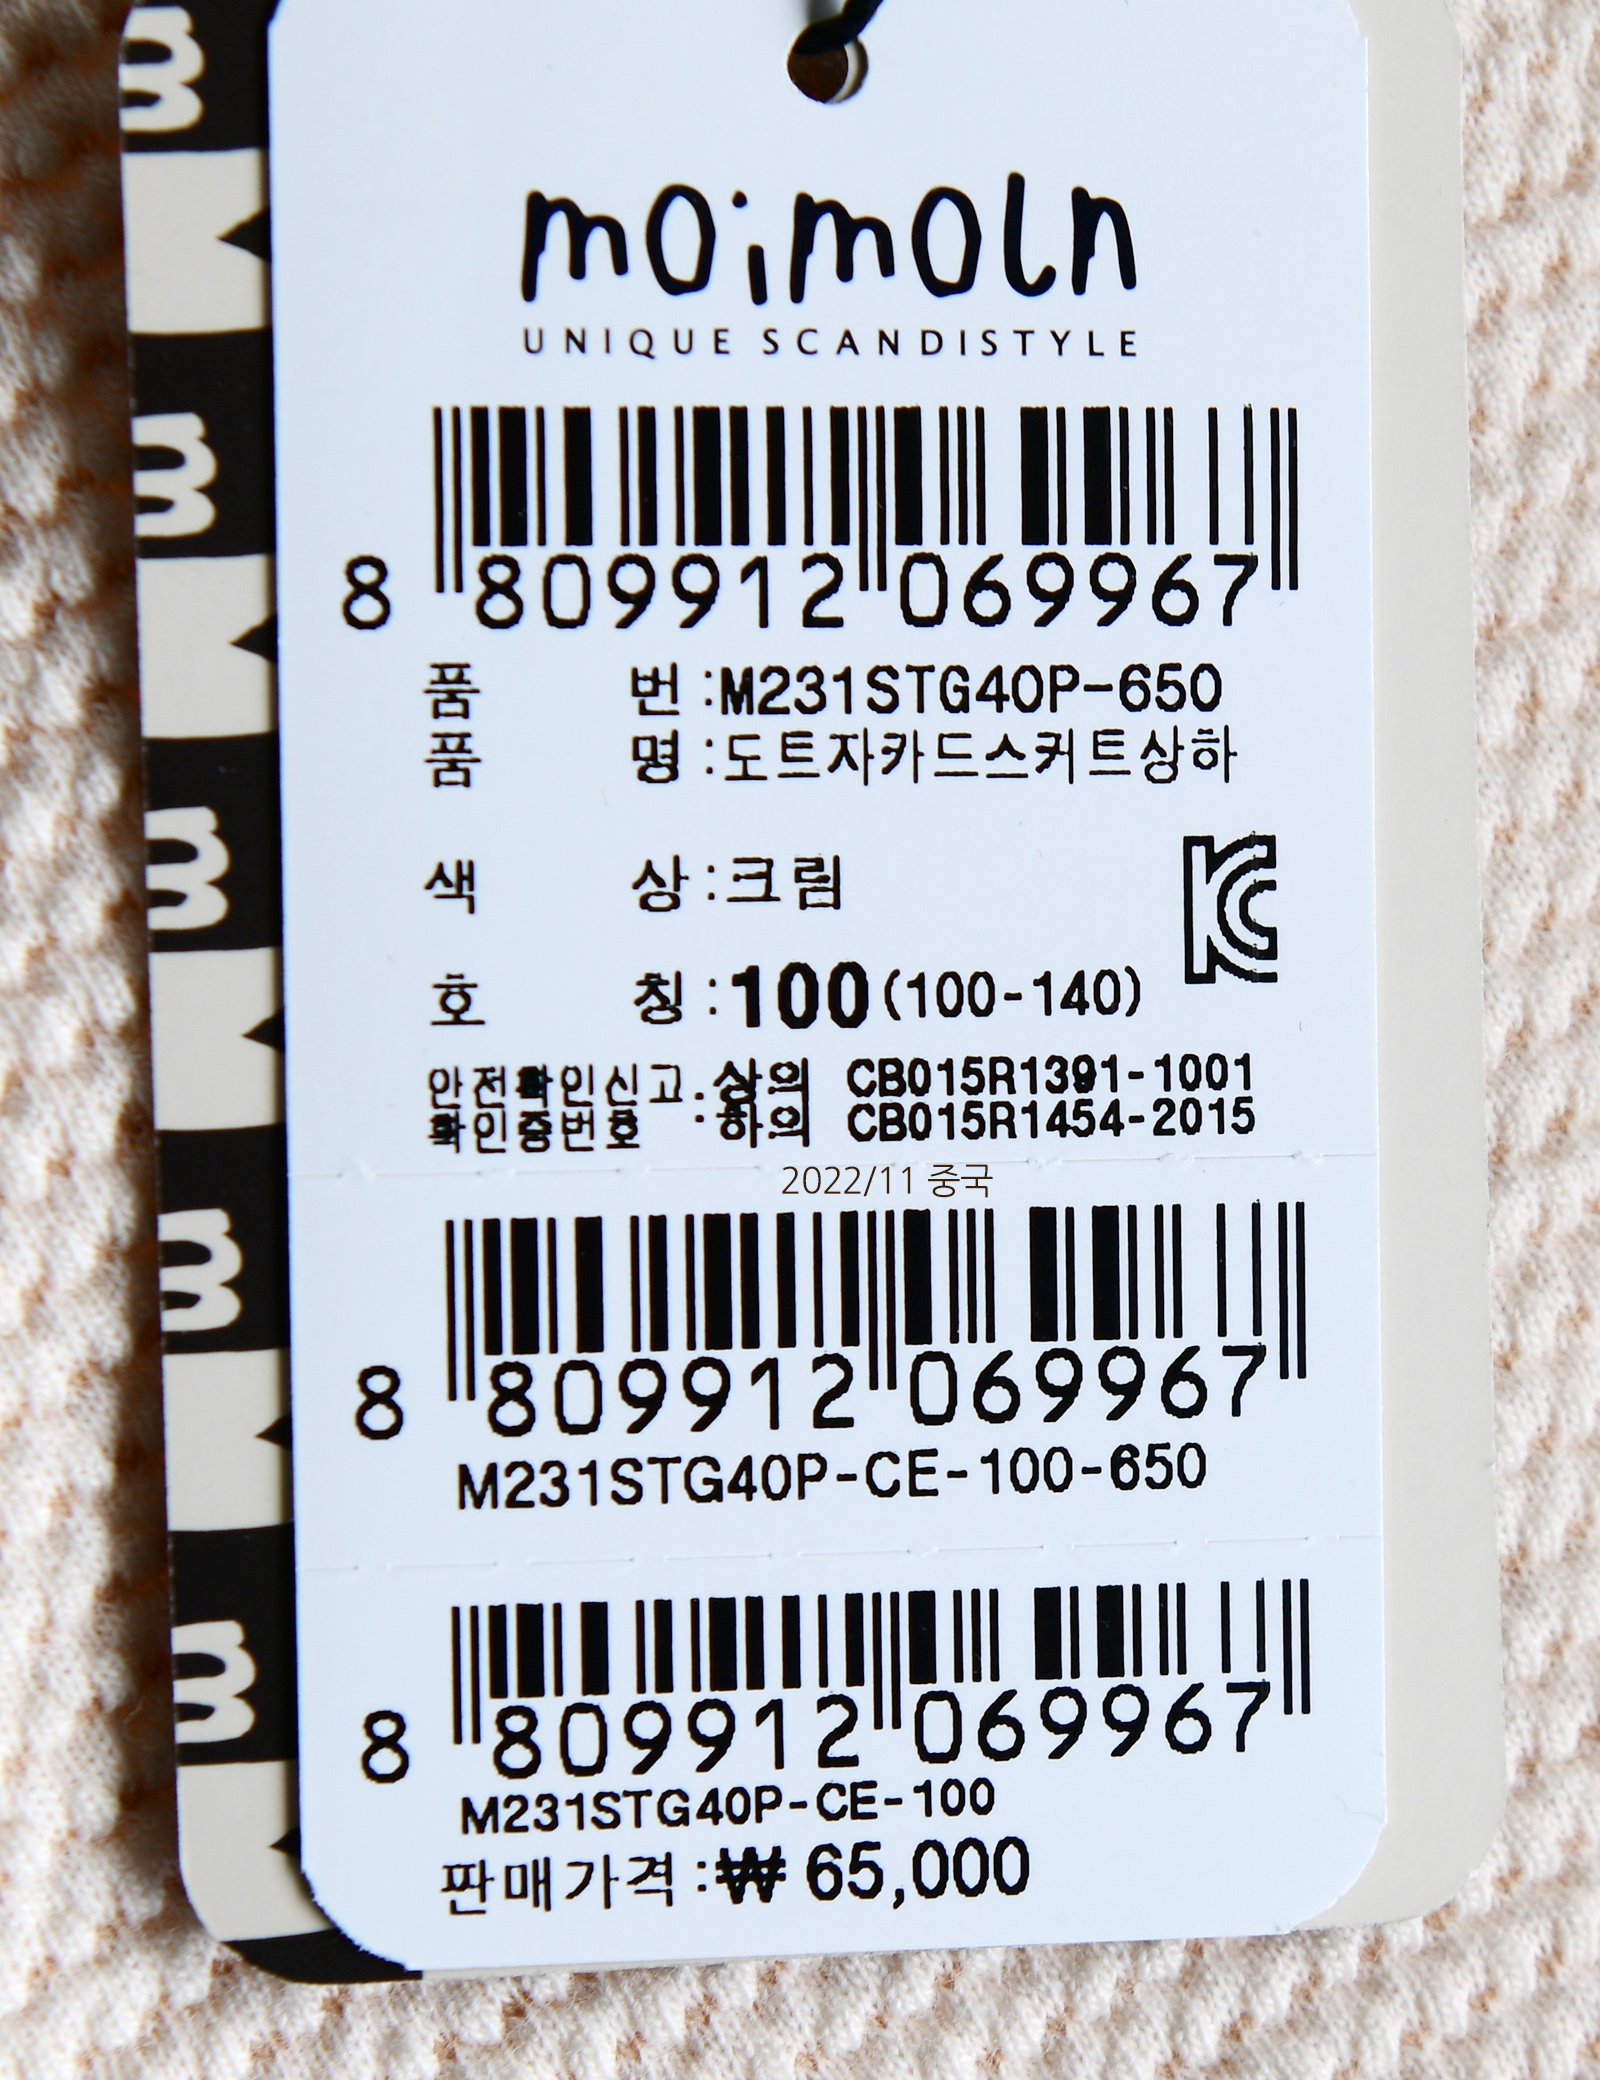 moimoln
UNIQUE SCANDISTYLE
8 809912 069967
품 번 :M231STG40P-650
품 명 :도트자카드스커트상하
색 상 :크림
호 칭 :100(100-140)
안전확인신고 : 상의 CB015R1391-1001
확인증번호 하의 CB015R1454-2015
2022/11 중국
8 809912 069967
M231STG40P-CE-100-650
8 809912 069967
M231STG40P-CE-100
판매가격 :₩ 65,000